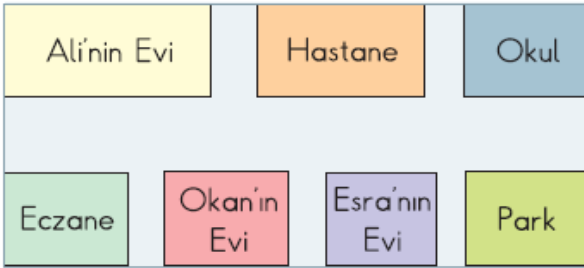 Ali'nin Evi
Hastane
Okul
Eczane
Okan'ın
Evi
Esra'nın
Evi
Park